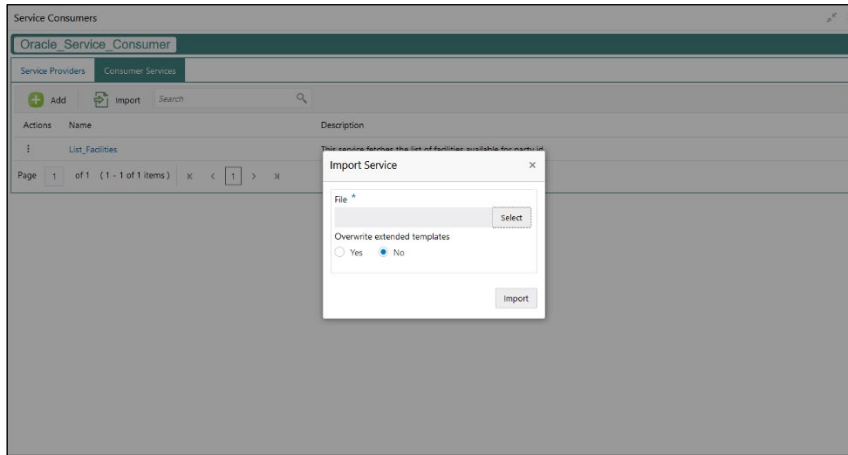 Service Consumers
Oracle_Service_Consumer
Service Providers Consumer Services
Add Import Search
Actions Name Description
List_Facilities This service fetches the list of facilities available for party id
Page 1 of 1 (1 - 1 of 1 items) K < 1 > >|
Import Service ×
File *
Select
Overwrite extended templates
Yes No
Import